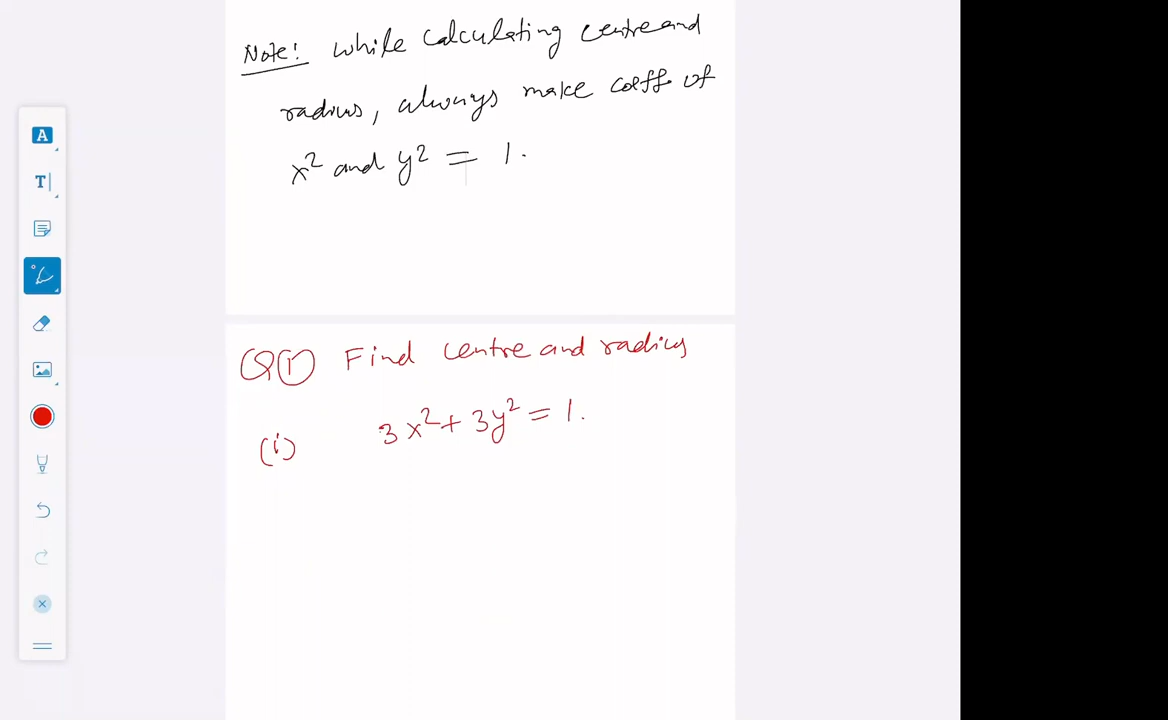 Note! while calculating centre and
radius, always make coeff. of
x² and y² = 1.
Q① Find centre and radius
(i) 3x² + 3y² = 1.